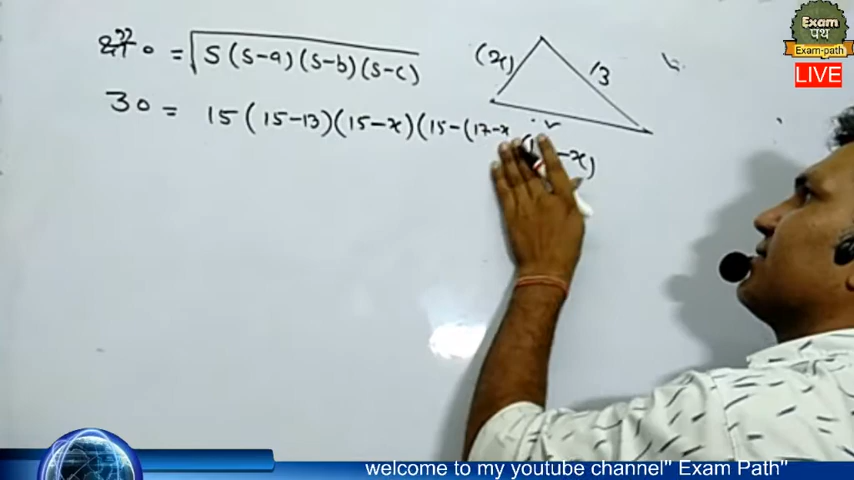 क्षे० = √S(S-a)(S-b)(S-c)
30 = 15(15-13)(15-x)(15-(17-x
(x)
13
-x)
Exam
पथ
Exam-path
LIVE
welcome to my youtube channel" Exam Path"